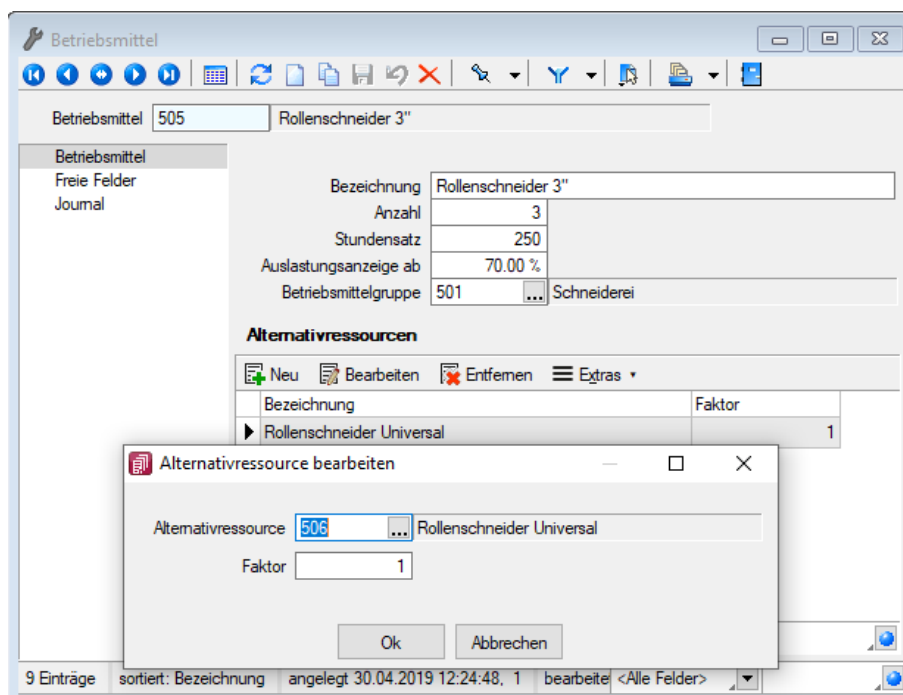 Betriebsmittel
Betriebsmittel 505 Rollenschneider 3"
Betriebsmittel
Freie Felder
Journal
Bezeichnung Rollenschneider 3"
Anzahl 3
Stundensatz 250
Auslastungsanzeige ab 70.00 %
Betriebsmittelgruppe 501 ... Schneiderei
Alternativressourcen
Neu Bearbeiten Entfernen Extras
Bezeichnung Faktor
Rollenschneider Universal 1
Alternativressource bearbeiten
Alternativressource 506 ... Rollenschneider Universal
Faktor 1
Ok Abbrechen
9 Einträge sortiert: Bezeichnung angelegt 30.04.2019 12:24:48, 1 bearbeite <Alle Felder>